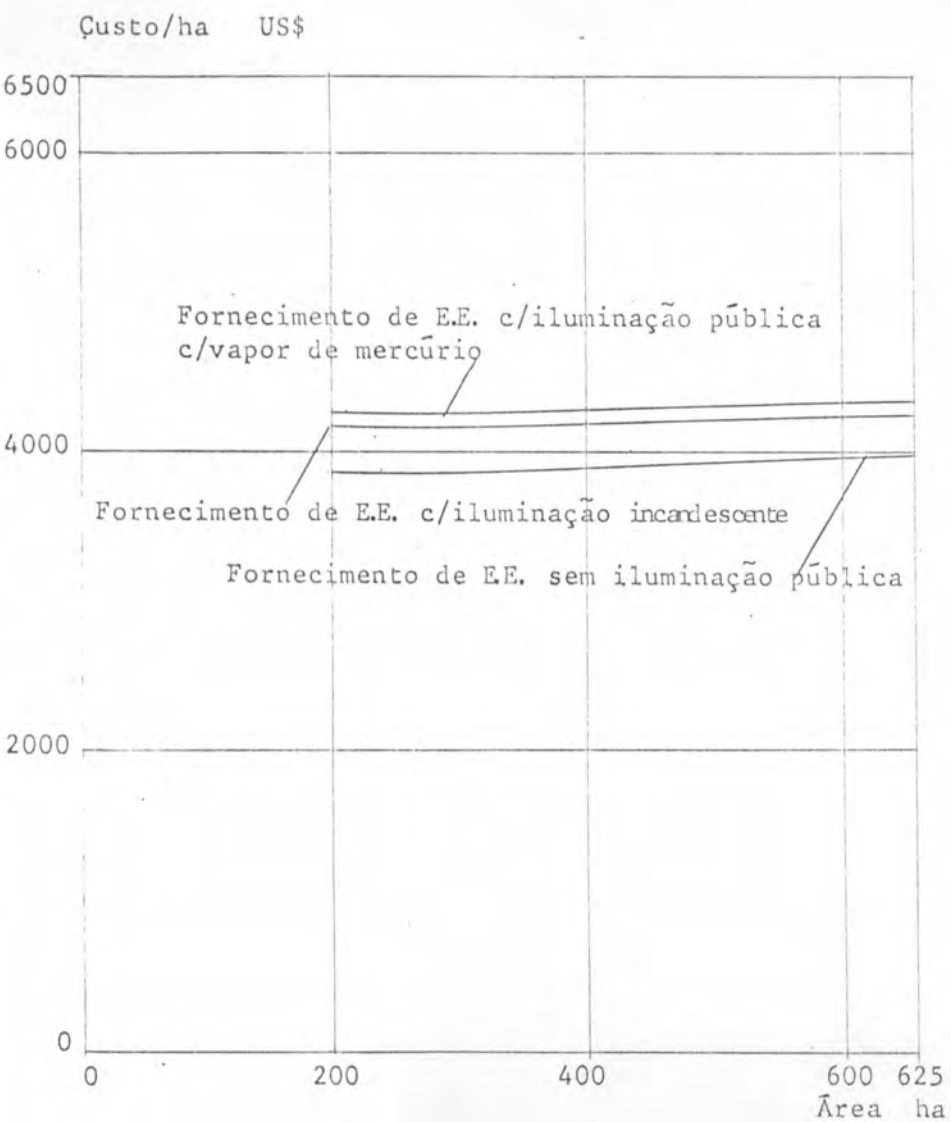 Custo/ha US$
6500
6000
Fornecimento de E.E. c/iluminação pública
c/vapor de mercúrio
4000
Fornecimento de E.E. c/iluminação incandescente
Fornecimento de E.E. sem iluminação pública
2000
0
0 200 400 600 625
Área ha